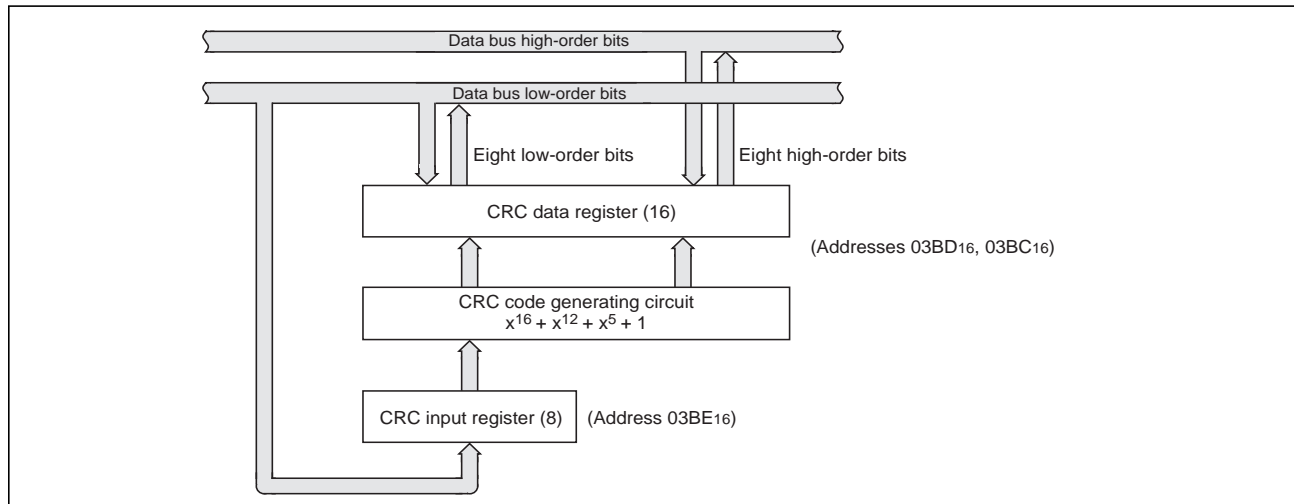 Data bus high-order bits
Data bus low-order bits
Eight low-order bits
Eight high-order bits
CRC data register (16)
(Addresses 03BD16, 03BC16)
CRC code generating circuit
x16 + x12 + x5 + 1
CRC input register (8)
(Address 03BE16)